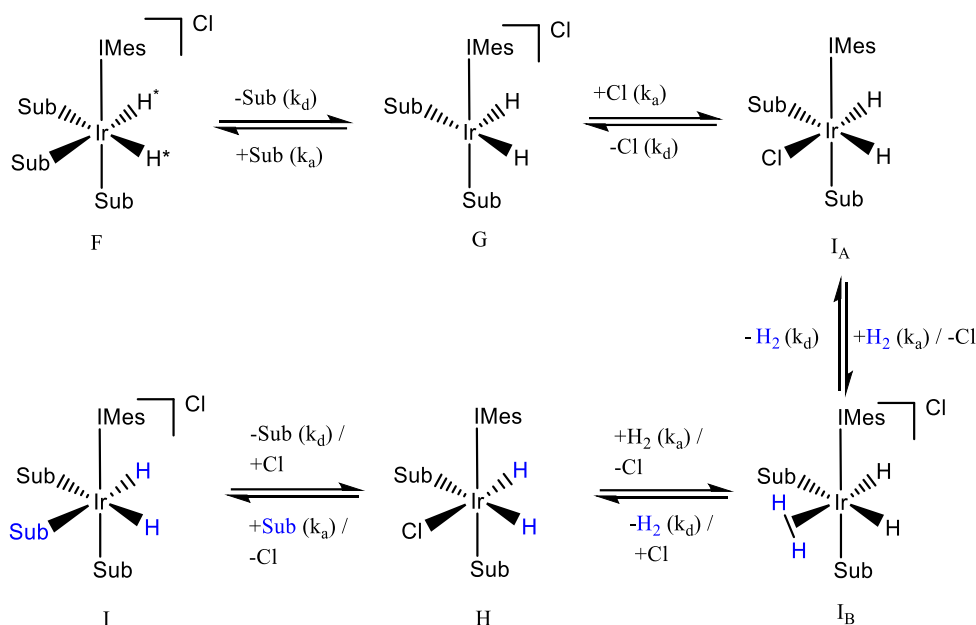 Cl
IMes
Sub
H*
Ir
Sub
H*
Sub
F
-Sub (kd)
+Sub (ka)
Cl
IMes
Sub
H
Ir
H
Sub
G
+Cl (ka)
-Cl (kd)
IMes
Sub
H
Ir
Cl
H
Sub
IA
- H2 (kd)
+H2 (ka) / -Cl
Cl
IMes
Sub
H
Ir
Sub
H
Sub
I
-Sub (kd) /
+Cl
+Sub (ka) /
-Cl
IMes
Sub
H
Ir
Cl
H
Sub
H
+H2 (ka) /
-Cl
-H2 (kd) /
+Cl
Cl
IMes
Sub
H
H
Ir
H
H
Sub
IB